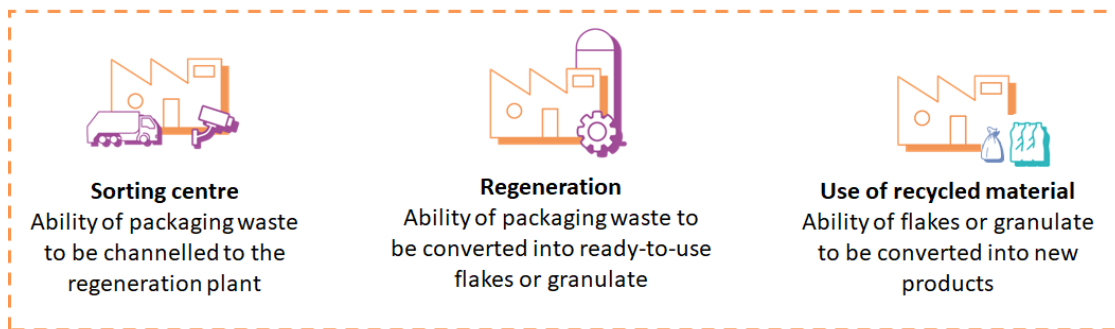 Sorting centre
Ability of packaging waste
to be channelled to the
regeneration plant
Regeneration
Ability of packaging waste to
be converted into ready-to-use
flakes or granulate
Use of recycled material
Ability of flakes or granulate
to be converted into new
products